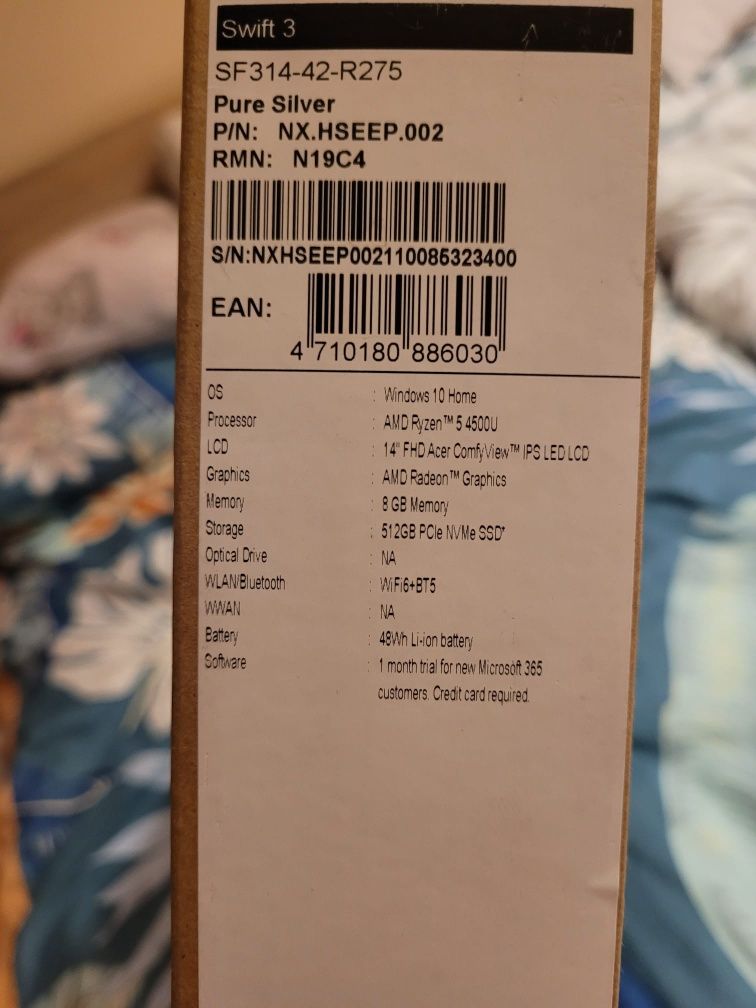 Swift 3
SF314-42-R275
Pure Silver
P/N: NX.HSEEP.002
RMN: N19C4
S/N:NXHSEEP002110085323400
EAN:
4 710180 886030
OS : Windows 10 Home
Processor : AMD Ryzen™ 5 4500U
LCD : 14" FHD Acer ComfyView™ IPS LED LCD
Graphics : AMD Radeon™ Graphics
Memory : 8 GB Memory
Storage : 512GB PCIe NVMe SSD*
Optical Drive : NA
WLAN/Bluetooth : WiFi6+BT5
WWAN : NA
Battery : 48Wh Li-ion battery
Software : 1 month trial for new Microsoft 365
customers. Credit card required.